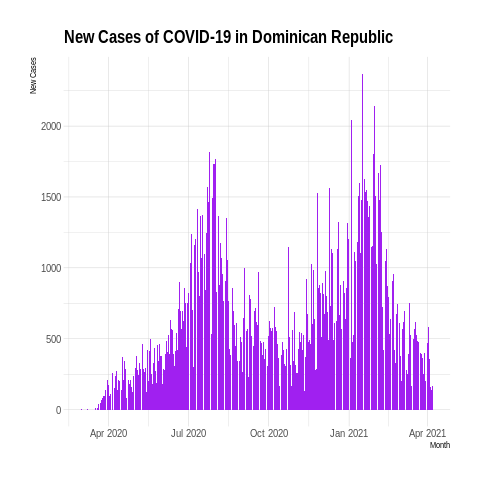 New Cases of COVID-19 in Dominican Republic
New Cases
2000
1500
1000
500
0
Apr 2020 Jul 2020 Oct 2020 Jan 2021 Apr 2021
Month